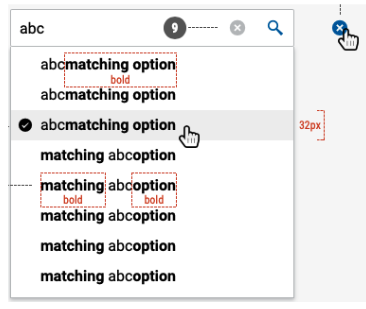 abc 9
abcmatching option
bold
abcmatching option
abcmatching option
32px
matching abcoption
matching abcoption
bold bold
matching abcoption
matching abcoption
matching abcoption